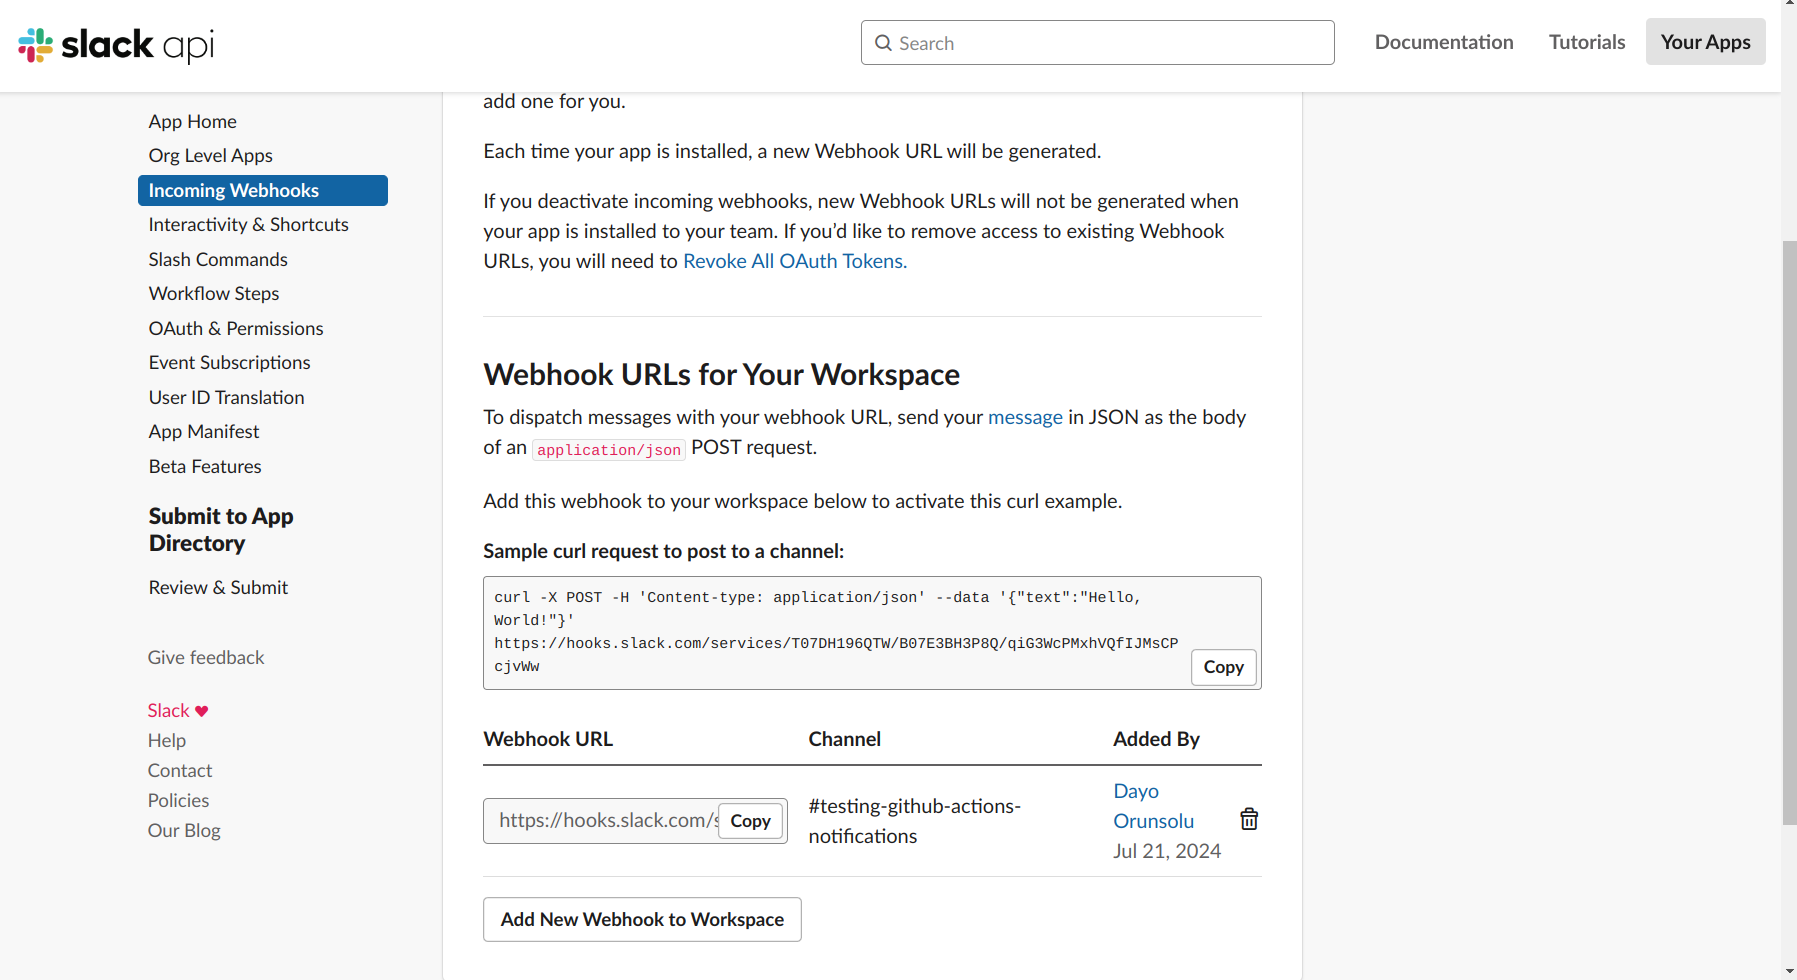 slack api
Search
Documentation
Tutorials
Your Apps
App Home
Org Level Apps
Incoming Webhooks
Interactivity & Shortcuts
Slash Commands
Workflow Steps
OAuth & Permissions
Event Subscriptions
User ID Translation
App Manifest
Beta Features
Submit to App
Directory
Review & Submit
Give feedback
Slack ♥
Help
Contact
Policies
Our Blog
add one for you.
Each time your app is installed, a new Webhook URL will be generated.
If you deactivate incoming webhooks, new Webhook URLs will not be generated when
your app is installed to your team. If you’d like to remove access to existing Webhook
URLs, you will need to Revoke All OAuth Tokens.
Webhook URLs for Your Workspace
To dispatch messages with your webhook URL, send your message in JSON as the body
of an application/json POST request.
Add this webhook to your workspace below to activate this curl example.
Sample curl request to post to a channel:
curl -X POST -H 'Content-type: application/json' --data '{"text":"Hello,
World!"}'
https://hooks.slack.com/services/T07DH196QTW/B07E3BH3P8Q/qiG3WcPMxhVQfIJMsCP
cjvWw
Copy
Webhook URL
Channel
Added By
https://hooks.slack.com/s
Copy
#testing-github-actions-
notifications
Dayo
Orunsolu
Jul 21, 2024
Add New Webhook to Workspace